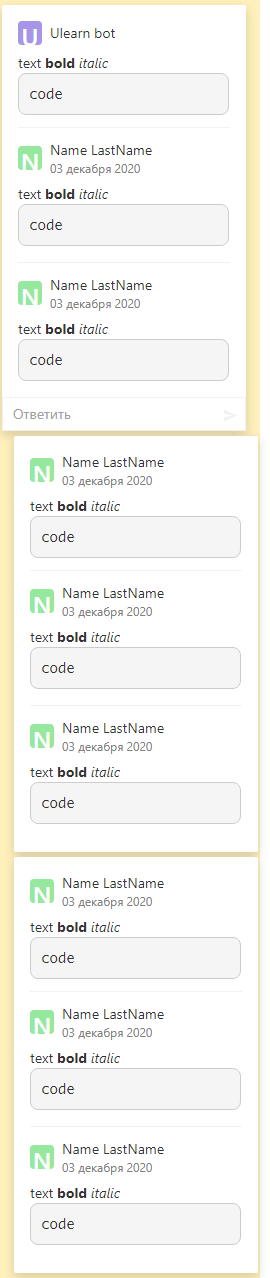 U Ulearn bot
text bold italic
code
N Name LastName
03 декабря 2020
text bold italic
code
N Name LastName
03 декабря 2020
text bold italic
code
Ответить
N Name LastName
03 декабря 2020
text bold italic
code
N Name LastName
03 декабря 2020
text bold italic
code
N Name LastName
03 декабря 2020
text bold italic
code
N Name LastName
03 декабря 2020
text bold italic
code
N Name LastName
03 декабря 2020
text bold italic
code
N Name LastName
03 декабря 2020
text bold italic
code